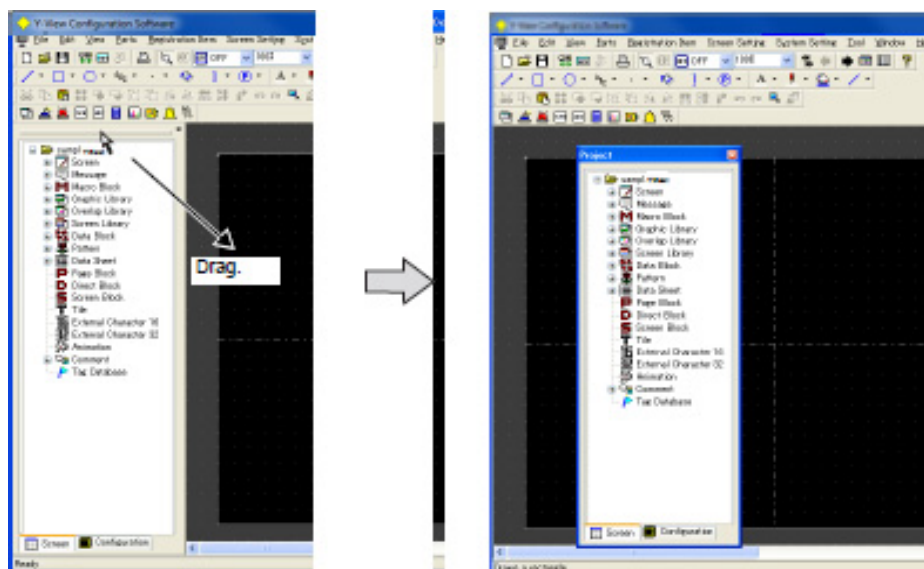 Y-View Configuration Software
File Edit View Parts Registration Item Screen Setting
OFF
Screen
Message
Macro Block
Graphic Library
Overlap Library
Screen Library
Data Block
Pattern
Data Sheet
Page Block
Direct Block
Screen Block
Tile
External Character 16
External Character 32
Animation
Comment
Tag Database
Screen
Configuration
Ready
Drag.
Y-View Configuration Software
File Edit View Parts Registration Item Screen Setting System Setting Tool Window
OFF
Project
Screen
Message
Macro Block
Graphic Library
Overlap Library
Screen Library
Data Block
Pattern
Data Sheet
Page Block
Direct Block
Screen Block
Tile
External Character 16
External Character 32
Animation
Comment
Tag Database
Screen
Configuration